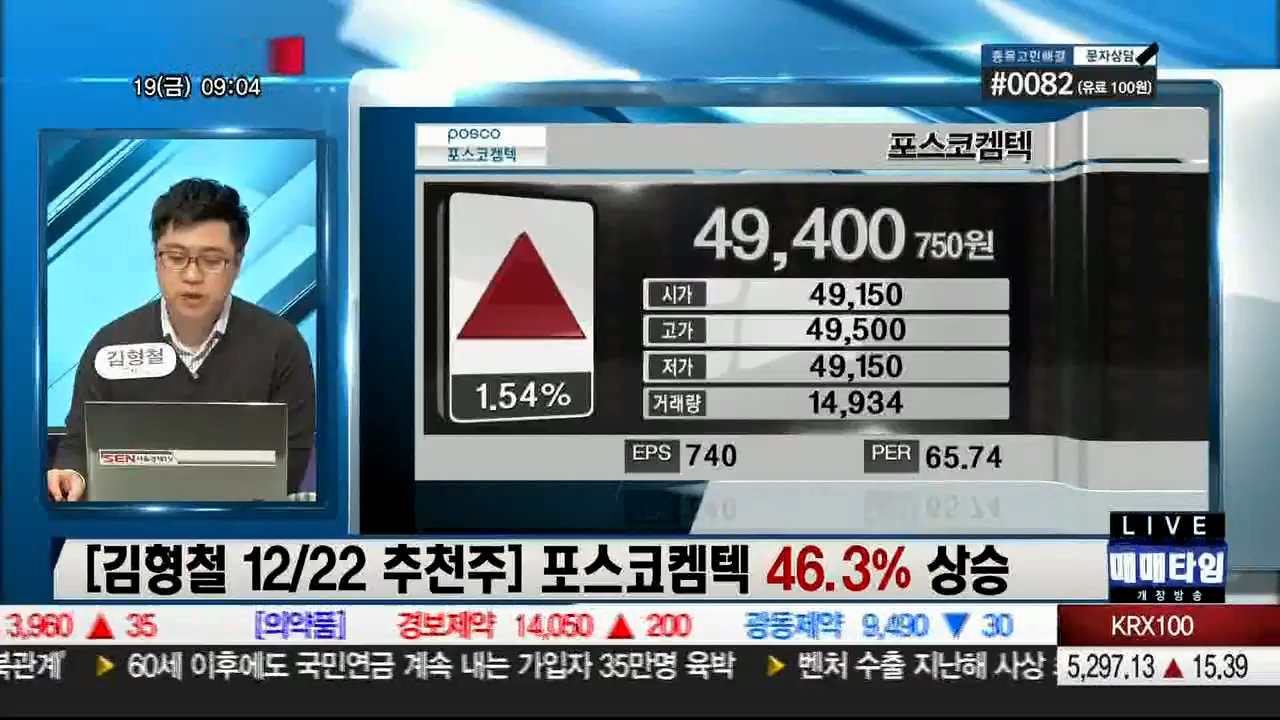 19(금) 09:04
종목고민해결 문자상담
#0082 (유료 100원)
posco
포스코켐텍
포스코켐텍
49,400 750원
시가 49,150
고가 49,500
저가 49,150
거래량 14,934
1.54%
EPS 740 PER 65.74
김형철
SEN 서울경제TV
LIVE
매매타임
개장방송
[김형철 12/22 추천주] 포스코켐텍 46.3% 상승
3,960 ▲ 35 [의약품] 경보제약 14,050 ▲ 200 광동제약 9,490 ▼ 30
KRX100
5,297.13 ▲ 15.39
북관계' ▶ 60세 이후에도 국민연금 계속 내는 가입자 35만명 육박 ▶ 벤처 수출 지난해 사상